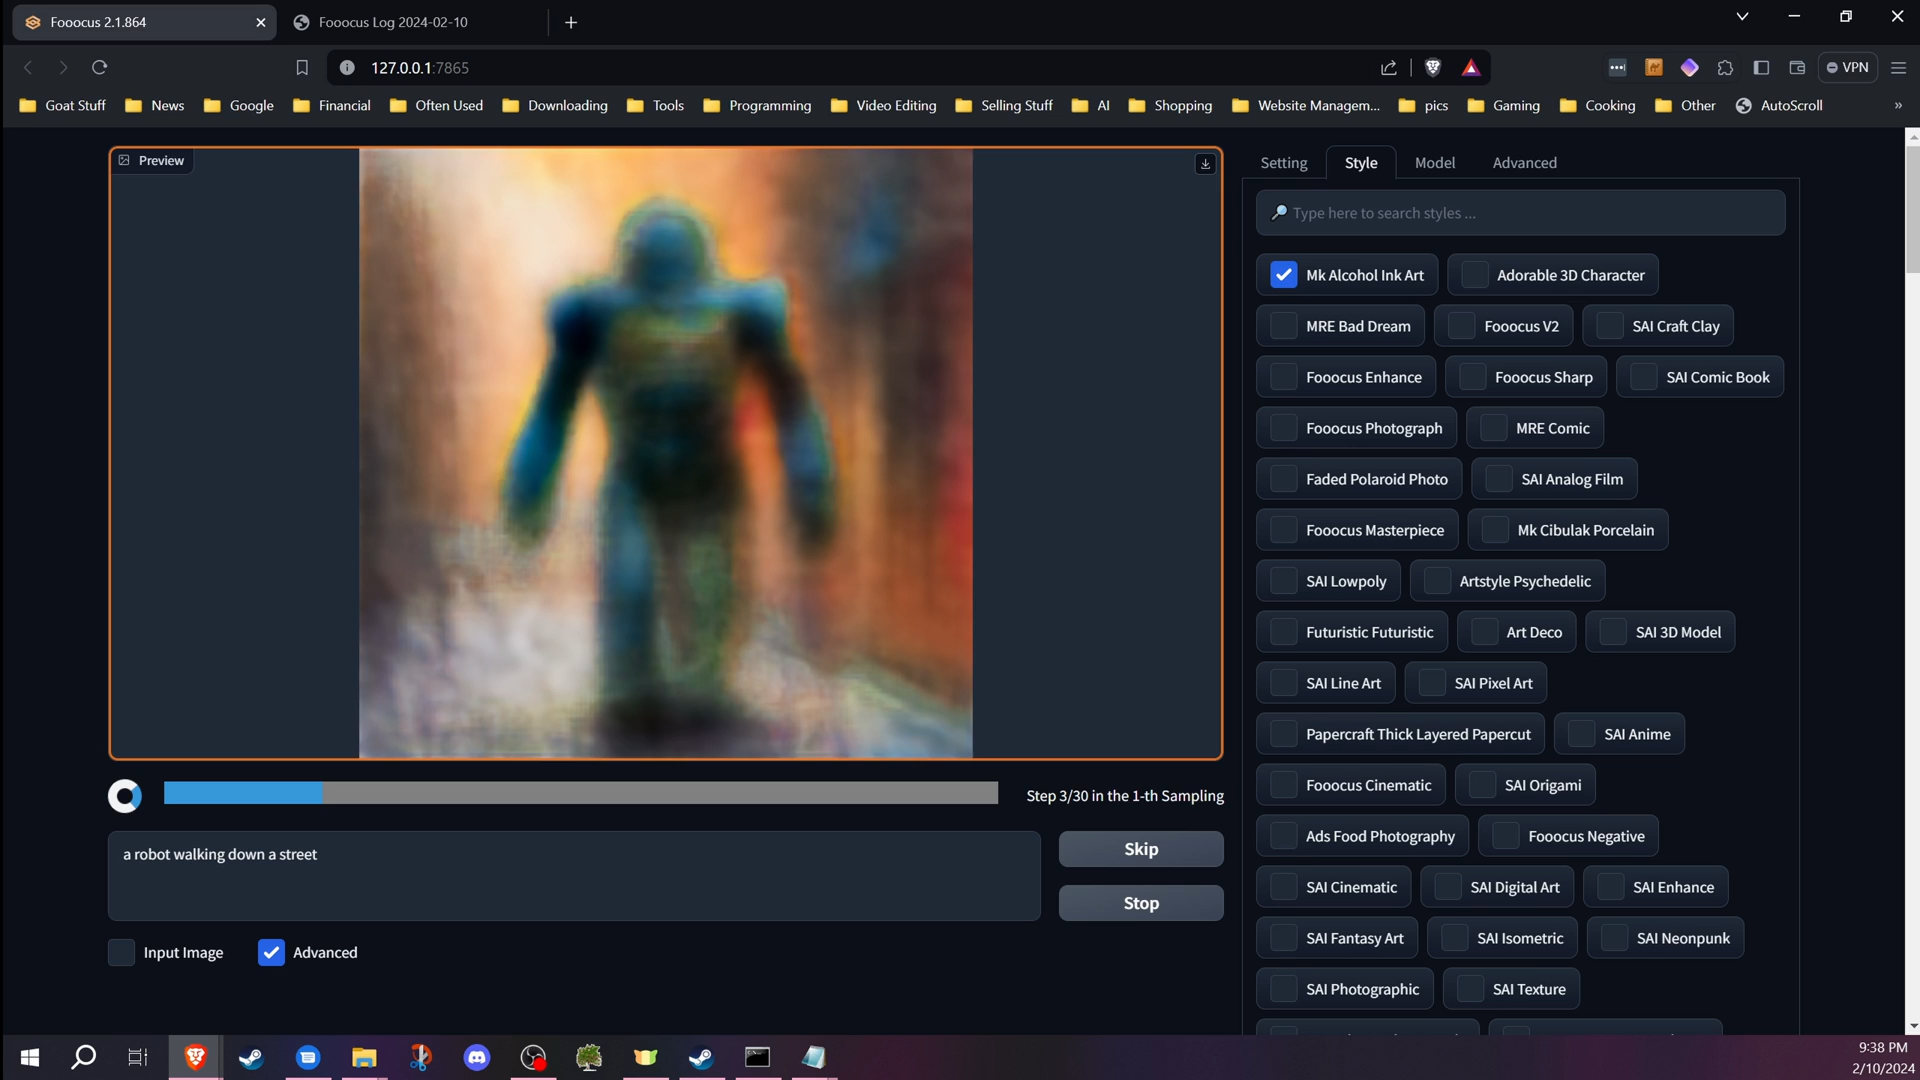 Fooocus 2.1.864
Fooocus Log 2024-02-10
127.0.0.1:7865
VPN
Goat Stuff News Google Financial Often Used Downloading Tools Programming Video Editing Selling Stuff AI Shopping Website Managem... pics Gaming Cooking Other AutoScroll »
Preview
Setting Style Model Advanced
Type here to search styles ...
Mk Alcohol Ink Art Adorable 3D Character
MRE Bad Dream Fooocus V2 SAI Craft Clay
Fooocus Enhance Fooocus Sharp SAI Comic Book
Fooocus Photograph MRE Comic
Faded Polaroid Photo SAI Analog Film
Fooocus Masterpiece Mk Cibulak Porcelain
SAI Lowpoly Artstyle Psychedelic
Futuristic Futuristic Art Deco SAI 3D Model
SAI Line Art SAI Pixel Art
Papercraft Thick Layered Papercut SAI Anime
Fooocus Cinematic SAI Origami
Ads Food Photography Fooocus Negative
SAI Cinematic SAI Digital Art SAI Enhance
SAI Fantasy Art SAI Isometric SAI Neonpunk
SAI Photographic SAI Texture
Step 3/30 in the 1-th Sampling
a robot walking down a street
Skip
Stop
Input Image Advanced
9:38 PM
2/10/2024